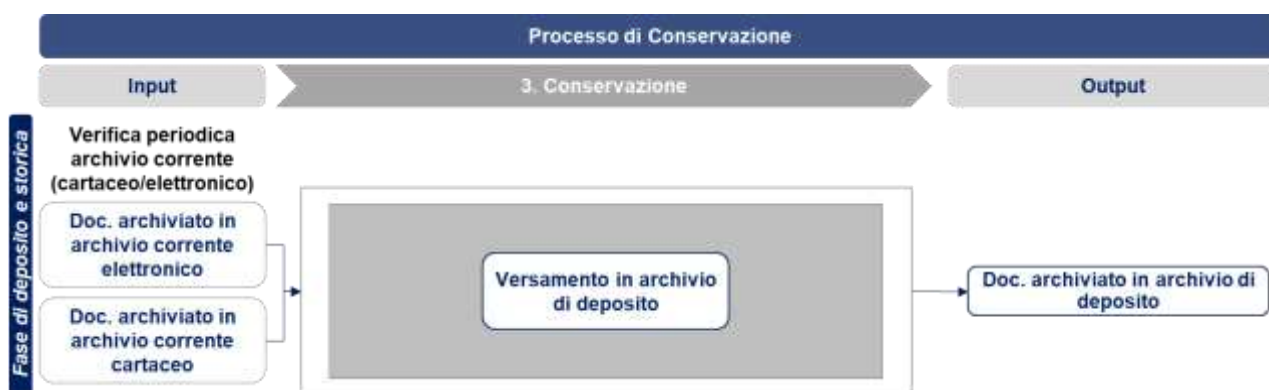 Processo di Conservazione
Input
3. Conservazione
Output
Fase di deposito e storica
Verifica periodica
archivio corrente
(cartaceo/elettronico)
Doc. archiviato in
archivio corrente
elettronico
Doc. archiviato in
archivio corrente
cartaceo
Versamento in archivio
di deposito
Doc. archiviato in archivio di
deposito